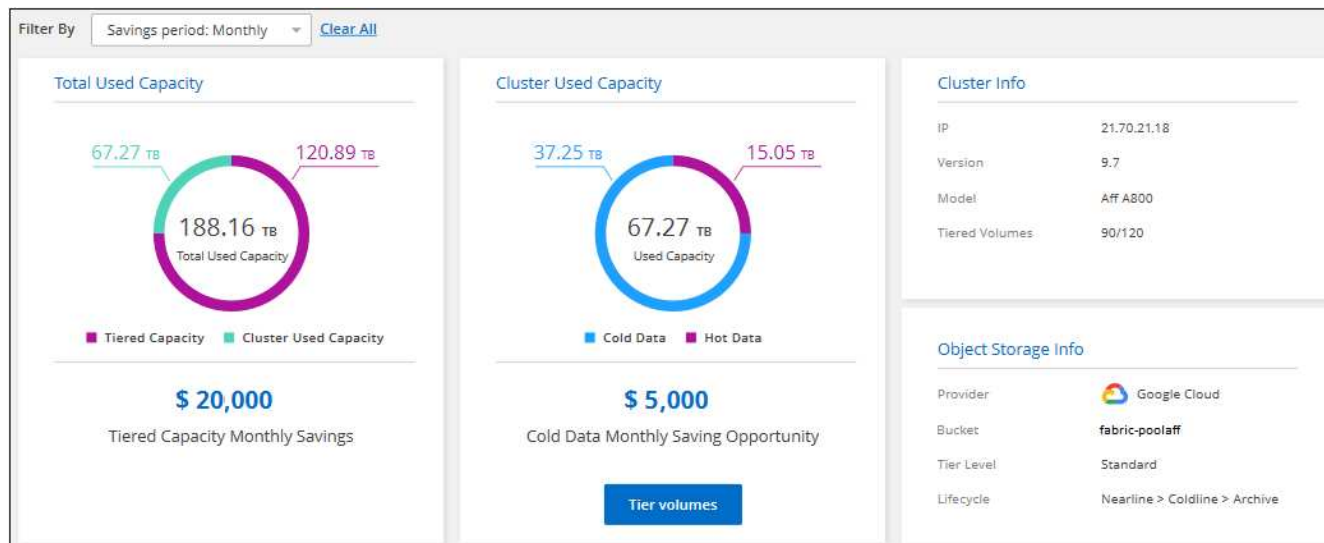 Filter By Savings period: Monthly Clear All
Total Used Capacity
67.27 TB
120.89 TB
188.16 TB
Total Used Capacity
Tiered Capacity Cluster Used Capacity
$ 20,000
Tiered Capacity Monthly Savings
Cluster Used Capacity
37.25 TB
15.05 TB
67.27 TB
Used Capacity
Cold Data Hot Data
$ 5,000
Cold Data Monthly Saving Opportunity
Tier volumes
Cluster Info
IP 21.70.21.18
Version 9.7
Model Aff A800
Tiered Volumes 90/120
Object Storage Info
Provider Google Cloud
Bucket fabric-poolaff
Tier Level Standard
Lifecycle Nearline > Coldline > Archive